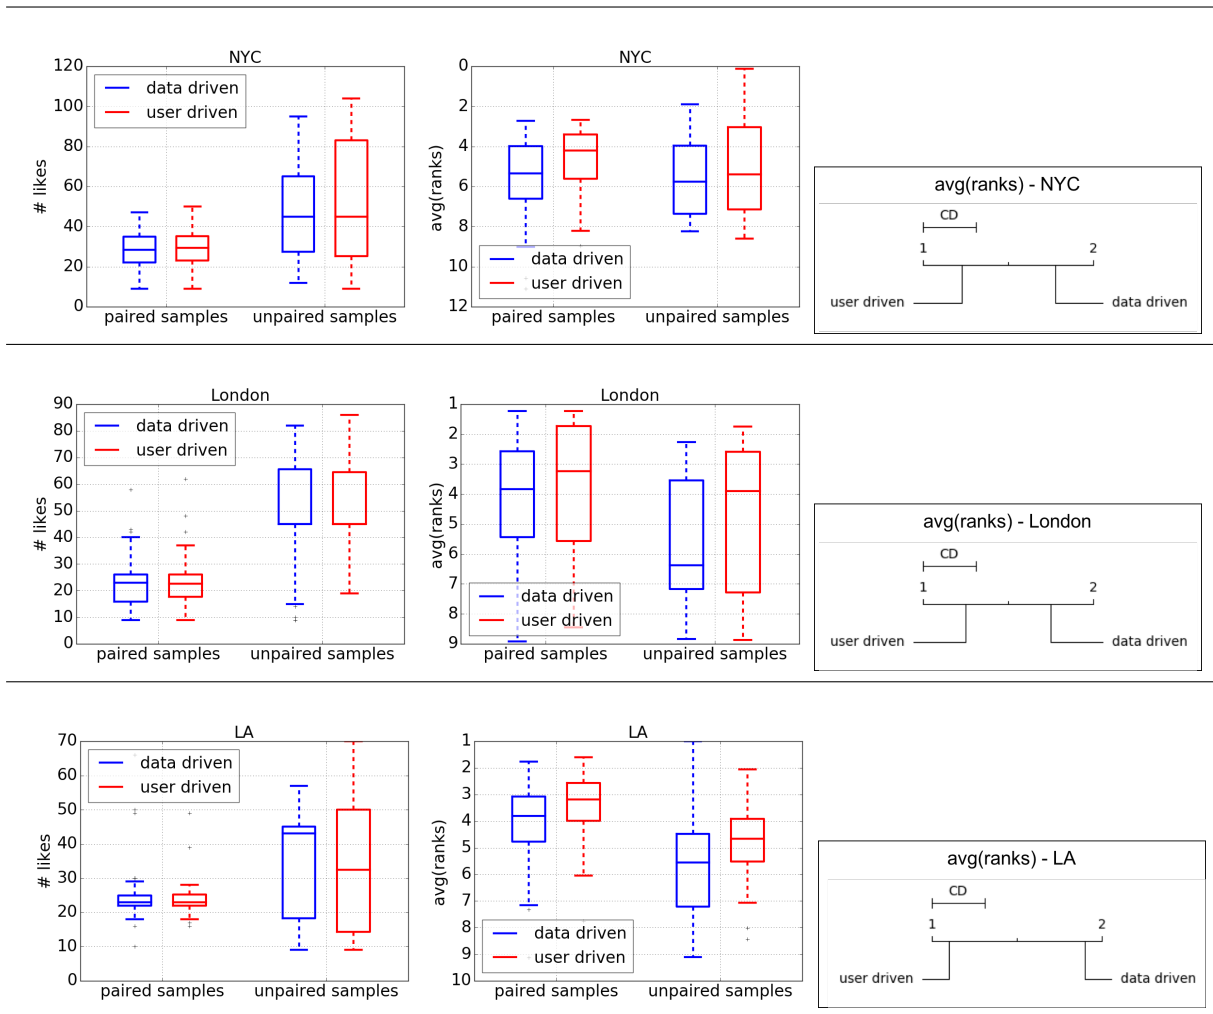 NYC
120
100
80
60
40
20
0
# likes
data driven
user driven
paired samples unpaired samples
NYC
0
2
4
6
8
10
12
avg(ranks)
data driven
user driven
paired samples unpaired samples
avg(ranks) - NYC
CD
1 2
user driven data driven
London
90
80
70
60
50
40
30
20
10
0
# likes
data driven
user driven
paired samples unpaired samples
London
1
2
3
4
5
6
7
8
9
avg(ranks)
data driven
user driven
paired samples unpaired samples
avg(ranks) - London
CD
1 2
user driven data driven
LA
70
60
50
40
30
20
10
0
# likes
data driven
user driven
paired samples unpaired samples
LA
1
2
3
4
5
6
7
8
9
10
avg(ranks)
data driven
user driven
paired samples unpaired samples
avg(ranks) - LA
CD
1 2
user driven data driven